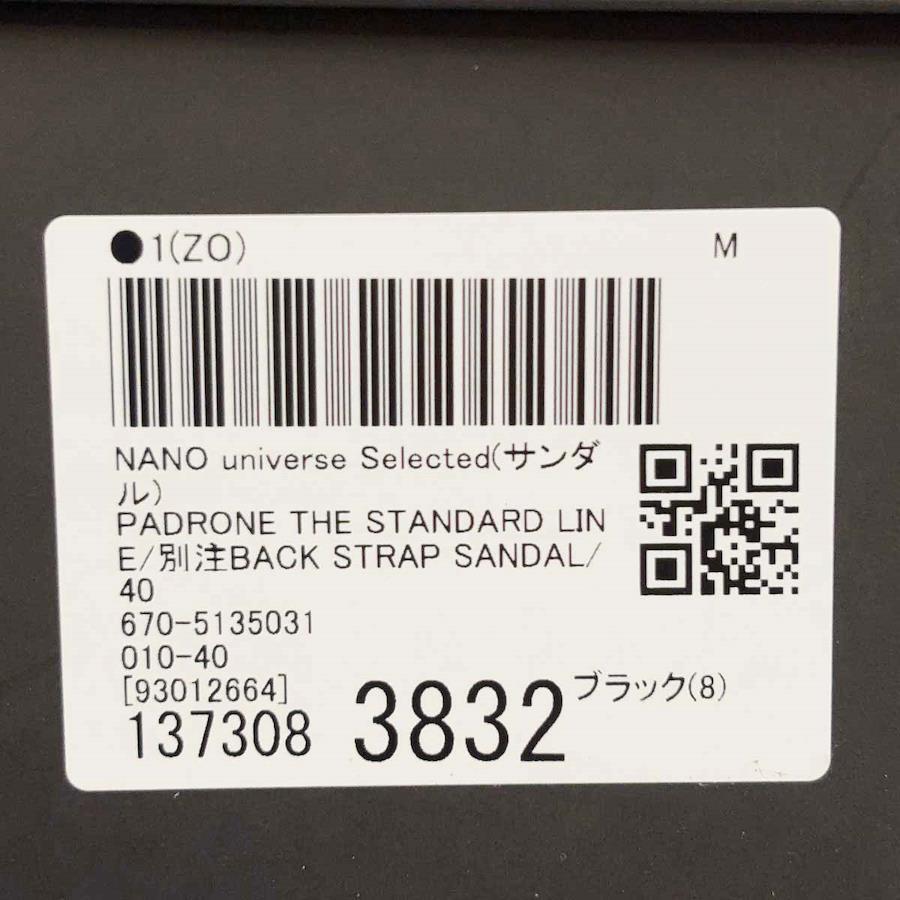 ●1(ZO) M
NANO universe Selected(サンダ
ル)
PADRONE THE STANDARD LIN
E/別注BACK STRAP SANDAL/
40
670-5135031
010-40
[93012664] ブラック(8)
137308 3832